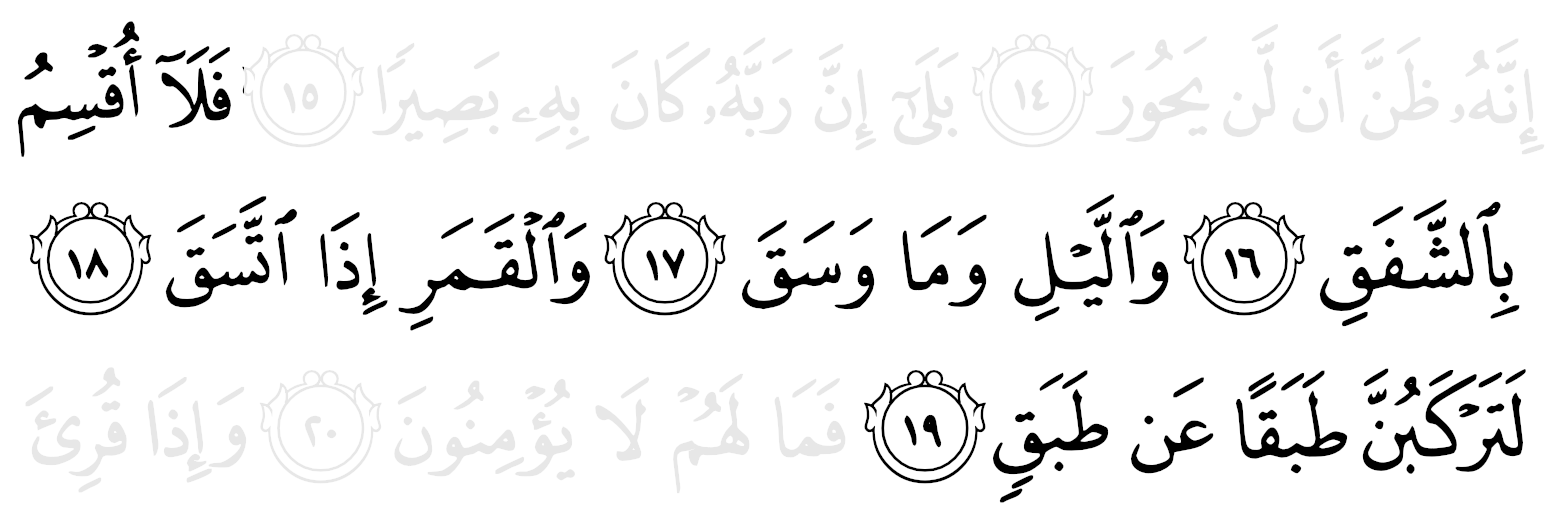 إِنَّهُۥ ظَنَّ أَن لَّن يَحُورَ ١٤ بَلَىٰٓ إِنَّ رَبَّهُۥ كَانَ بِهِۦ بَصِيرًا ١٥ فَلَآ أُقۡسِمُ
بِٱلشَّفَقِ ١٦ وَٱلَّيۡلِ وَمَا وَسَقَ ١٧ وَٱلۡقَمَرِ إِذَا ٱتَّسَقَ ١٨
لَتَرۡكَبُنَّ طَبَقًا عَن طَبَقٖ ١٩ فَمَا لَهُمۡ لَا يُؤۡمِنُونَ ٢٠ وَإِذَا قُرِئَ